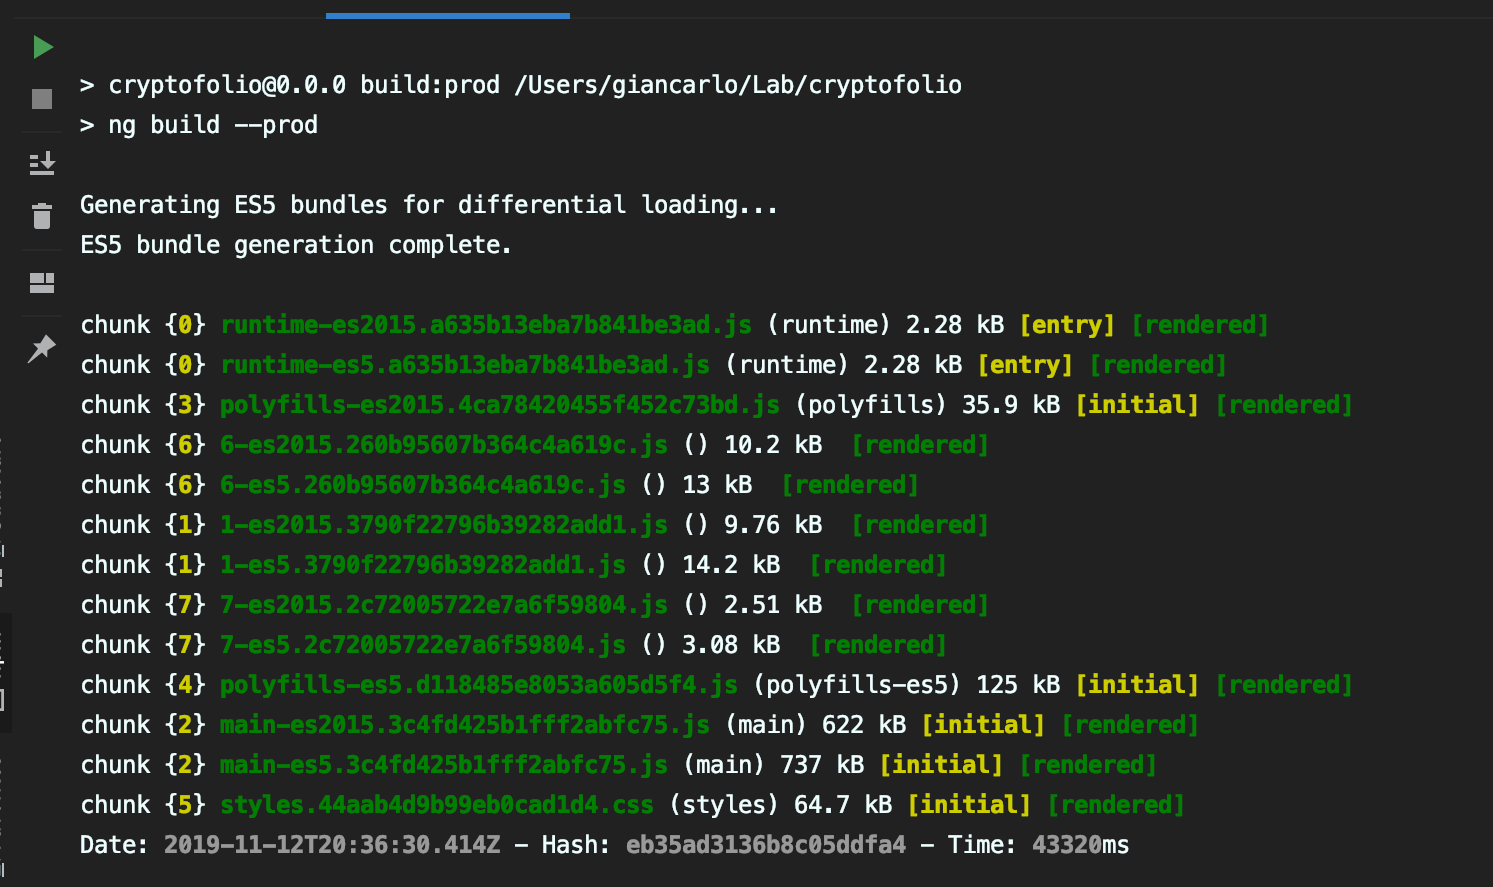 > cryptofolio@0.0.0 build:prod /Users/giancarlo/Lab/cryptofolio
> ng build --prod
Generating ES5 bundles for differential loading...
ES5 bundle generation complete.
chunk {0} runtime-es2015.a635b13eba7b841be3ad.js (runtime) 2.28 kB [entry] [rendered]
chunk {0} runtime-es5.a635b13eba7b841be3ad.js (runtime) 2.28 kB [entry] [rendered]
chunk {3} polyfills-es2015.4ca78420455f452c73bd.js (polyfills) 35.9 kB [initial] [rendered]
chunk {6} 6-es2015.260b95607b364c4a619c.js () 10.2 kB  [rendered]
chunk {6} 6-es5.260b95607b364c4a619c.js () 13 kB  [rendered]
chunk {1} 1-es2015.3790f22796b39282add1.js () 9.76 kB  [rendered]
chunk {1} 1-es5.3790f22796b39282add1.js () 14.2 kB  [rendered]
chunk {7} 7-es2015.2c72005722e7a6f59804.js () 2.51 kB  [rendered]
chunk {7} 7-es5.2c72005722e7a6f59804.js () 3.08 kB  [rendered]
chunk {4} polyfills-es5.d118485e8053a605d5f4.js (polyfills-es5) 125 kB [initial] [rendered]
chunk {2} main-es2015.3c4fd425b1fff2abfc75.js (main) 622 kB [initial] [rendered]
chunk {2} main-es5.3c4fd425b1fff2abfc75.js (main) 737 kB [initial] [rendered]
chunk {5} styles.44aab4d9b99eb0cad1d4.css (styles) 64.7 kB [initial] [rendered]
Date: 2019-11-12T20:36:30.414Z - Hash: eb35ad3136b8c05ddfa4 - Time: 43320ms